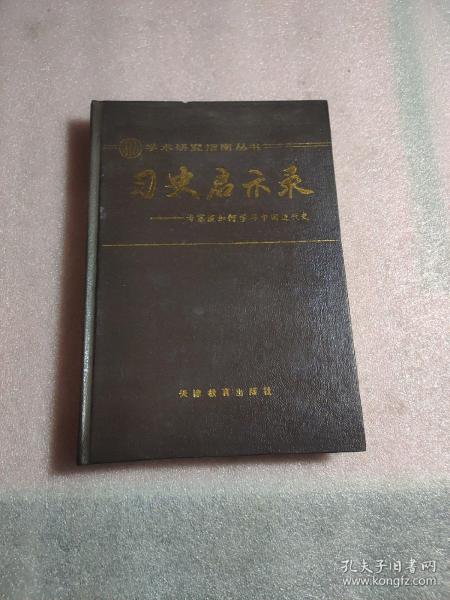 学术研究指南丛书
习史启示录
——专家谈如何学习中国近代史
天津教育出版社
孔夫子旧书网
www.kongfz.com